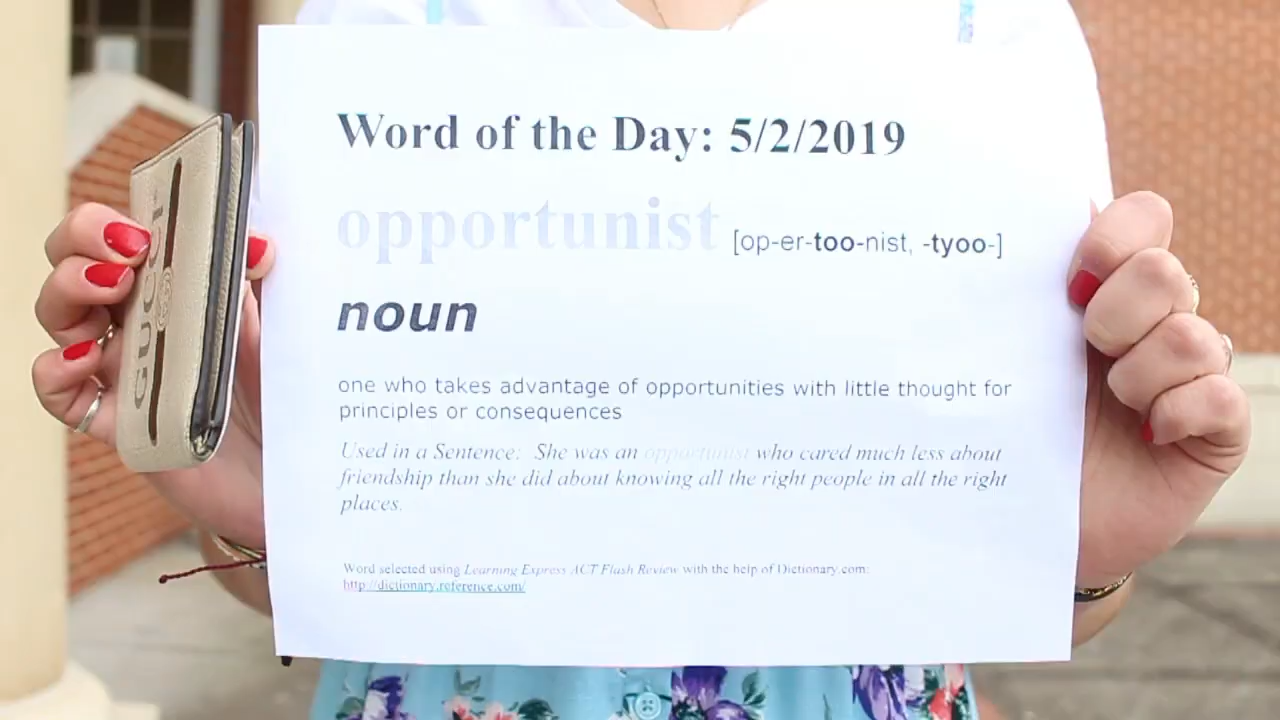 Word of the Day: 5/2/2019
opportunist [op-er-too-nist, -tyoo-]
noun
one who takes advantage of opportunities with little thought for
principles or consequences
Used in a Sentence: She was an opportunist who cared much less about
friendship than she did about knowing all the right people in all the right
places.
Word selected using Learning Express ACT Flash Review with the help of Dictionary.com:
http://dictionary.reference.com/
GUCCI